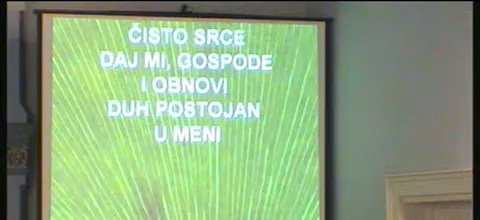 ČISTO SRCE
DAJ MI, GOSPODE
I OBNOVI
DUH POSTOJAN
U MENI